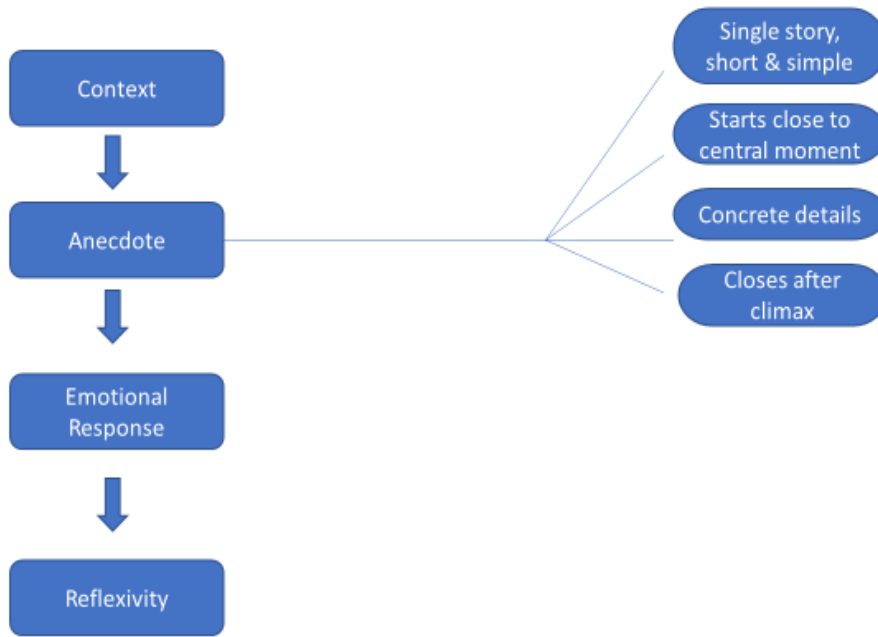 Context
Anecdote
Emotional
Response
Reflexivity
Single story,
short & simple
Starts close to
central moment
Concrete details
Closes after
climax